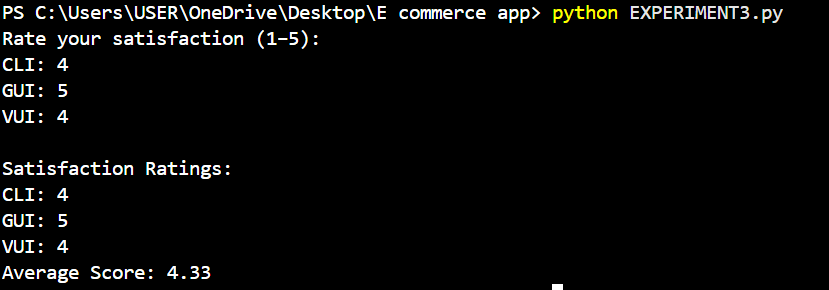 PS C:\Users\USER\OneDrive\Desktop\E commerce app> python EXPERIMENT3.py
Rate your satisfaction (1–5):
CLI: 4
GUI: 5
VUI: 4
Satisfaction Ratings:
CLI: 4
GUI: 5
VUI: 4
Average Score: 4.33